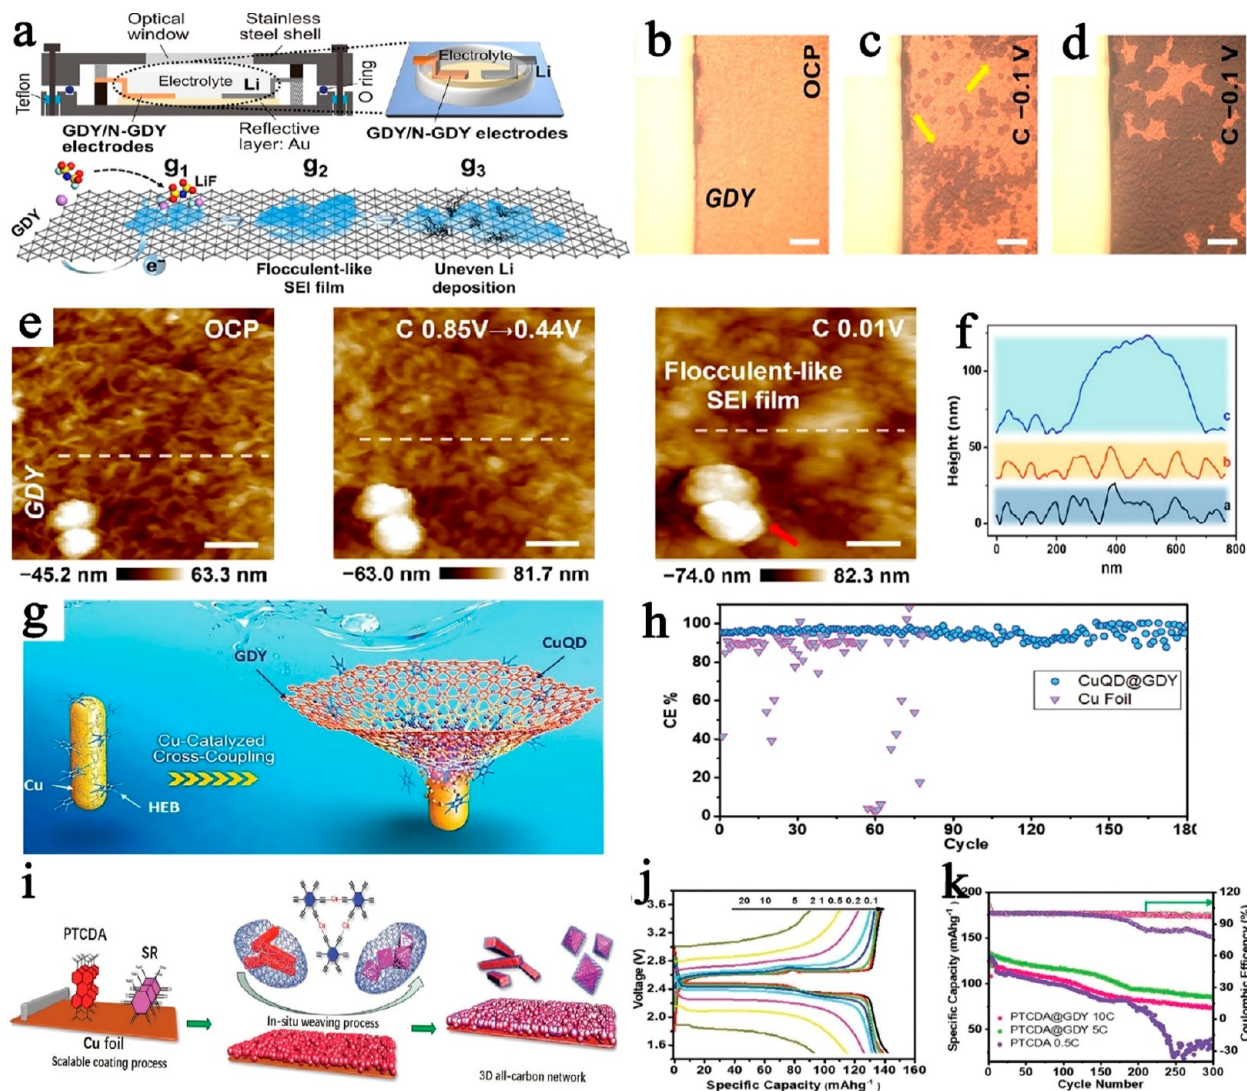 a
Optical
window
Stainless
steel shell
Teflon
Electrolyte
Li
O ring
GDY/N-GDY
electrodes
Reflective
layer: Au
Electrolyte
Li
GDY/N-GDY electrodes
g1
g2
g3
LiF
GDY
e−
Flocculent-like
SEI film
Uneven Li
deposition
b
OCP
GDY
c
C −0.1 V
d
C −0.1 V
e
OCP
GDY
−45.2 nm
63.3 nm
C 0.85V→0.44V
−63.0 nm
81.7 nm
C 0.01V
Flocculent-like
SEI film
−74.0 nm
82.3 nm
f
Height (nm)
100
50
0
c
b
a
0 200 400 600 800
nm
g
GDY
CuQD
Cu-Catalyzed
Cross-Coupling
Cu
HEB
h
CE %
100
80
60
40
20
0
CuQD@GDY
Cu Foil
0 30 60 90 120 150 180
Cycle
i
PTCDA
SR
Cu foil
Scalable coating process
Cu
Cu
Cu
In-situ weaving process
3D all-carbon network
j
Voltage (V)
3.6
3.0
2.4
1.8
20 10 5 2 1 0.5 0.2 0.1
0 20 40 60 80 100 120 140 160
Specific Capacity (mAhg-1)
k
Specific Capacity (mAhg-1)
200
150
100
50
PTCDA@GDY 10C
PTCDA@GDY 5C
PTCDA 0.5C
0 50 100 150 200 250 300
Cycle Number
120
90
60
30
0
-30
Coulombic Efficency (%)